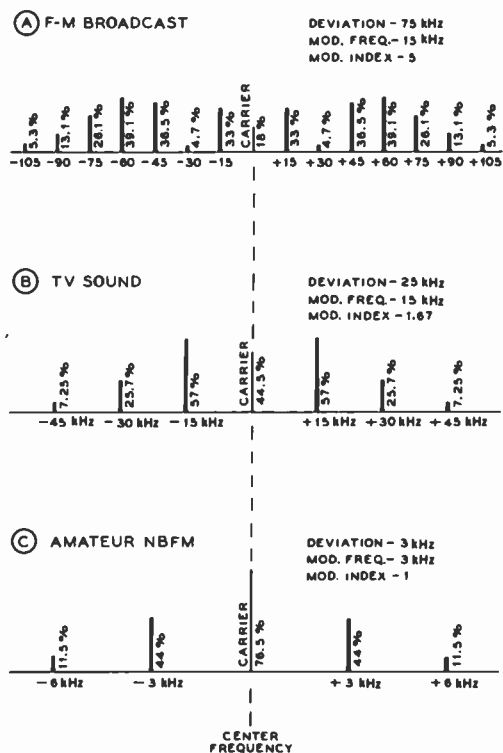 A F-M BROADCAST
DEVIATION - 75 kHz
MOD. FREQ. - 15 kHz
MOD. INDEX - 5
5.3 % 13.1 % 26.1 % 39.1 % 36.5 % 4.7 % 33 % CARRIER 18 % 33 % 4.7 % 36.5 % 39.1 % 26.1 % 13.1 % 5.3 %
-105 -90 -75 -60 -45 -30 -15 +15 +30 +45 +60 +75 +90 +105
B TV SOUND
DEVIATION - 25 kHz
MOD. FREQ. - 15 kHz
MOD. INDEX - 1.67
7.25 % 25.7 % 57 % CARRIER 44.5 % 57 % 25.7 % 7.25 %
-45 kHz -30 kHz -15 kHz +15 kHz +30 kHz +45 kHz
C AMATEUR NBFM
DEVIATION - 3 kHz
MOD. FREQ. - 3 kHz
MOD. INDEX - 1
11.5 % 44 % CARRIER 76.5 % 44 % 11.5 %
-6 kHz -3 kHz +3 kHz +6 kHz
CENTER
FREQUENCY